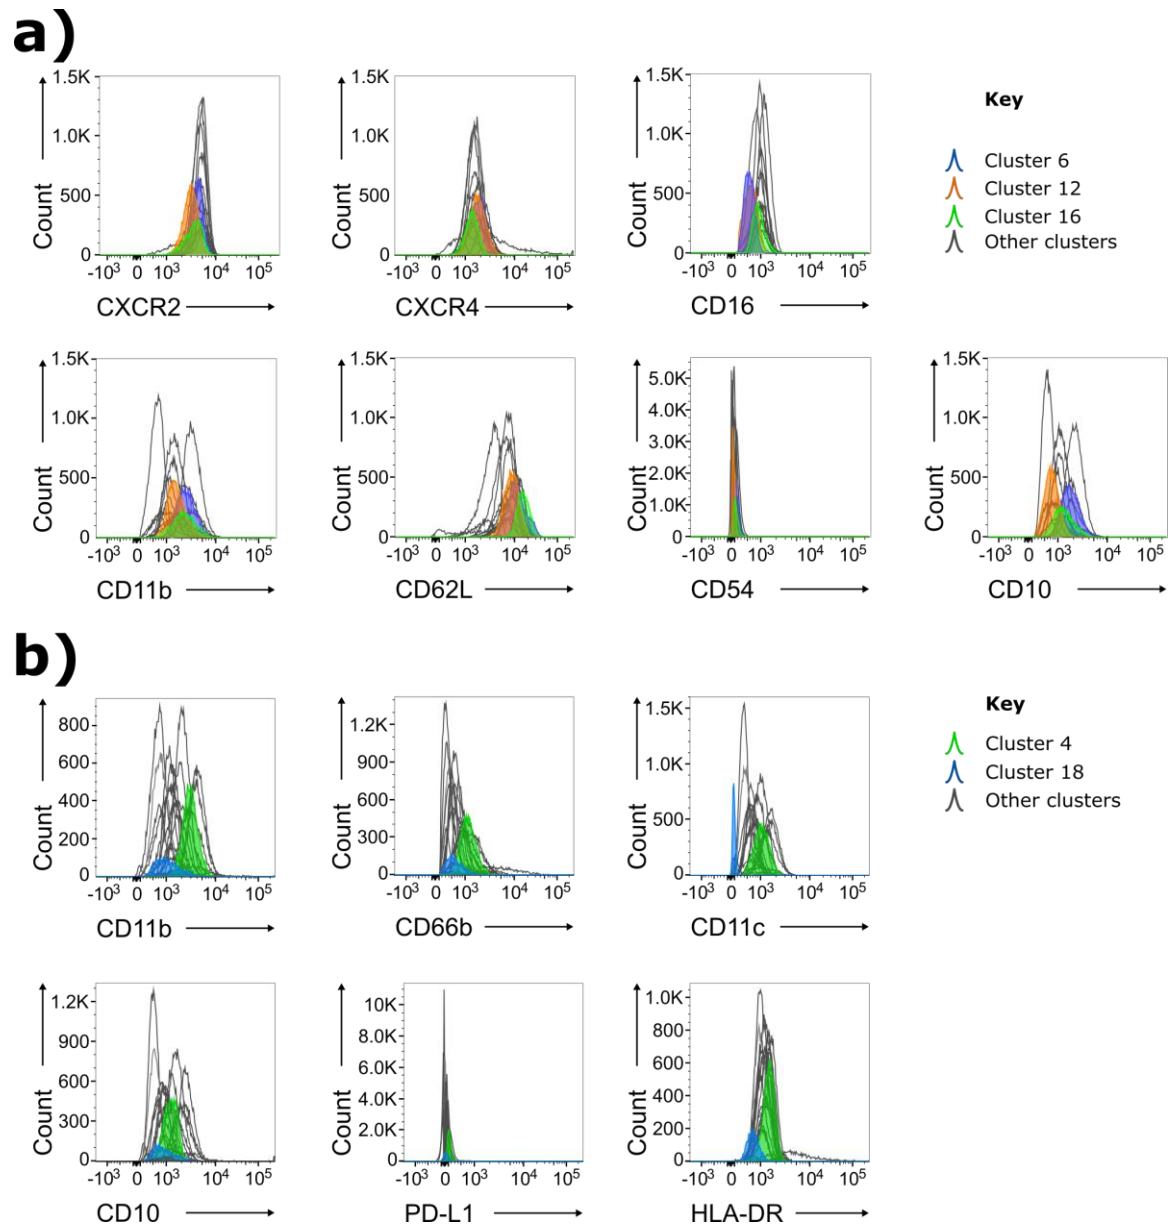 a)
1.5K
1.0K
500
0
Count
-10³ 0 10³ 10⁴ 10⁵
CXCR2
1.5K
1.0K
500
0
Count
-10³ 0 10³ 10⁴ 10⁵
CXCR4
1.5K
1.0K
500
0
Count
-10³ 0 10³ 10⁴ 10⁵
CD16
Key
Cluster 6
Cluster 12
Cluster 16
Other clusters
1.5K
1.0K
500
0
Count
-10³ 0 10³ 10⁴ 10⁵
CD11b
1.5K
1.0K
500
0
Count
-10³ 0 10³ 10⁴ 10⁵
CD62L
5.0K
4.0K
3.0K
2.0K
1.0K
0
Count
-10³ 0 10³ 10⁴ 10⁵
CD54
1.5K
1.0K
500
0
Count
-10³ 0 10³ 10⁴ 10⁵
CD10
b)
800
600
400
200
0
Count
-10³ 0 10³ 10⁴ 10⁵
CD11b
1.2K
900
600
300
0
Count
-10³ 0 10³ 10⁴ 10⁵
CD66b
1.5K
1.0K
500
0
Count
-10³ 0 10³ 10⁴ 10⁵
CD11c
Key
Cluster 4
Cluster 18
Other clusters
1.2K
900
600
300
0
Count
-10³ 0 10³ 10⁴ 10⁵
CD10
10K
8.0K
6.0K
4.0K
2.0K
0
Count
-10³ 0 10³ 10⁴ 10⁵
PD-L1
1.0K
800
600
400
200
0
Count
-10³ 0 10³ 10⁴ 10⁵
HLA-DR